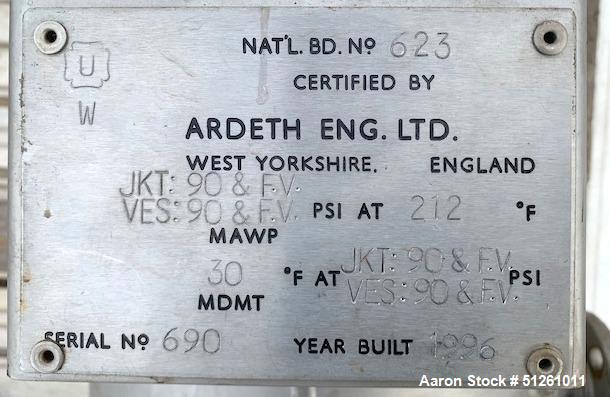 U
W
NAT'L. BD. Nº 623
CERTIFIED BY
ARDETH ENG. LTD.
WEST YORKSHIRE. ENGLAND
JKT: 90 & F.V.
VES: 90 & F.V. PSI AT 212 °F
MAWP
30 °F AT JKT: 90 & F.V. PSI
VES: 90 & F.V.
MDMT
SERIAL Nº 690 YEAR BUILT 1996
Aaron Stock # 51261011